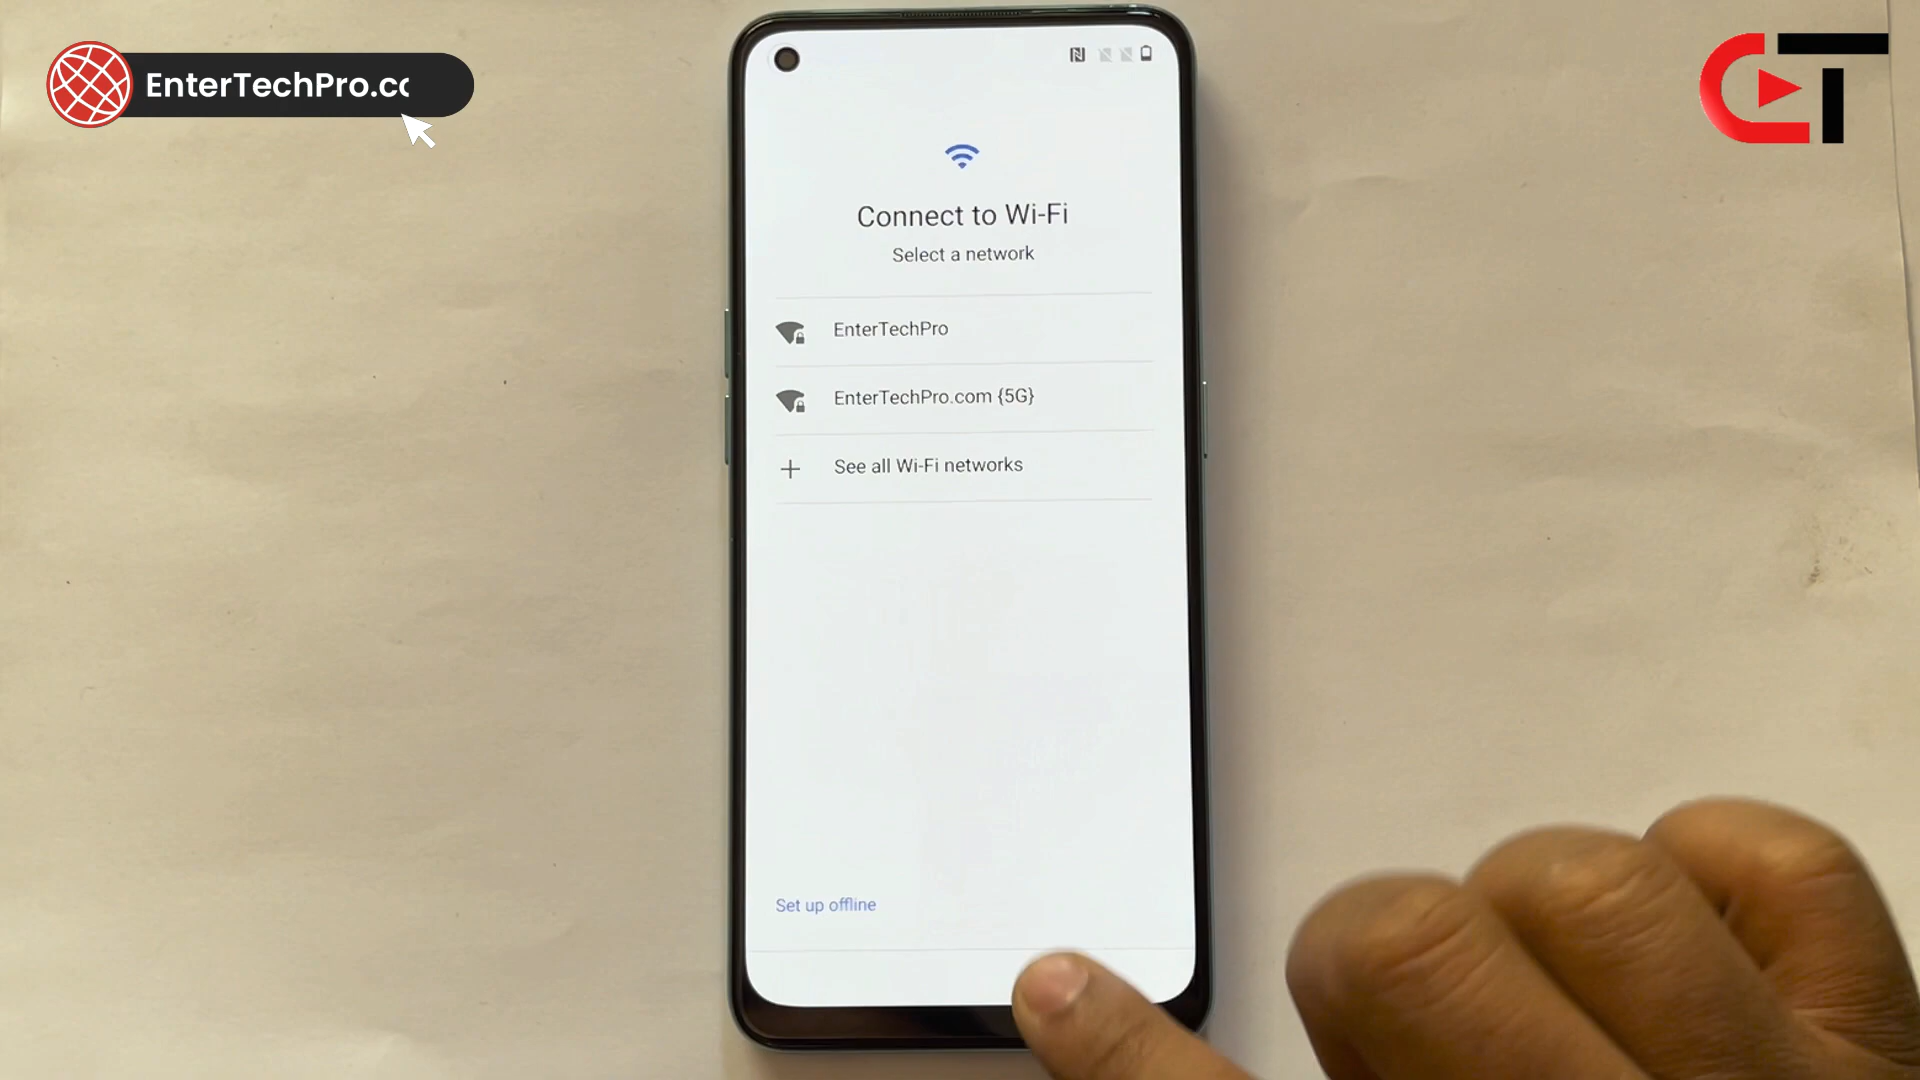 EnterTechPro.cc
Connect to Wi-Fi
Select a network
EnterTechPro
EnterTechPro.com {5G}
See all Wi-Fi networks
Set up offline